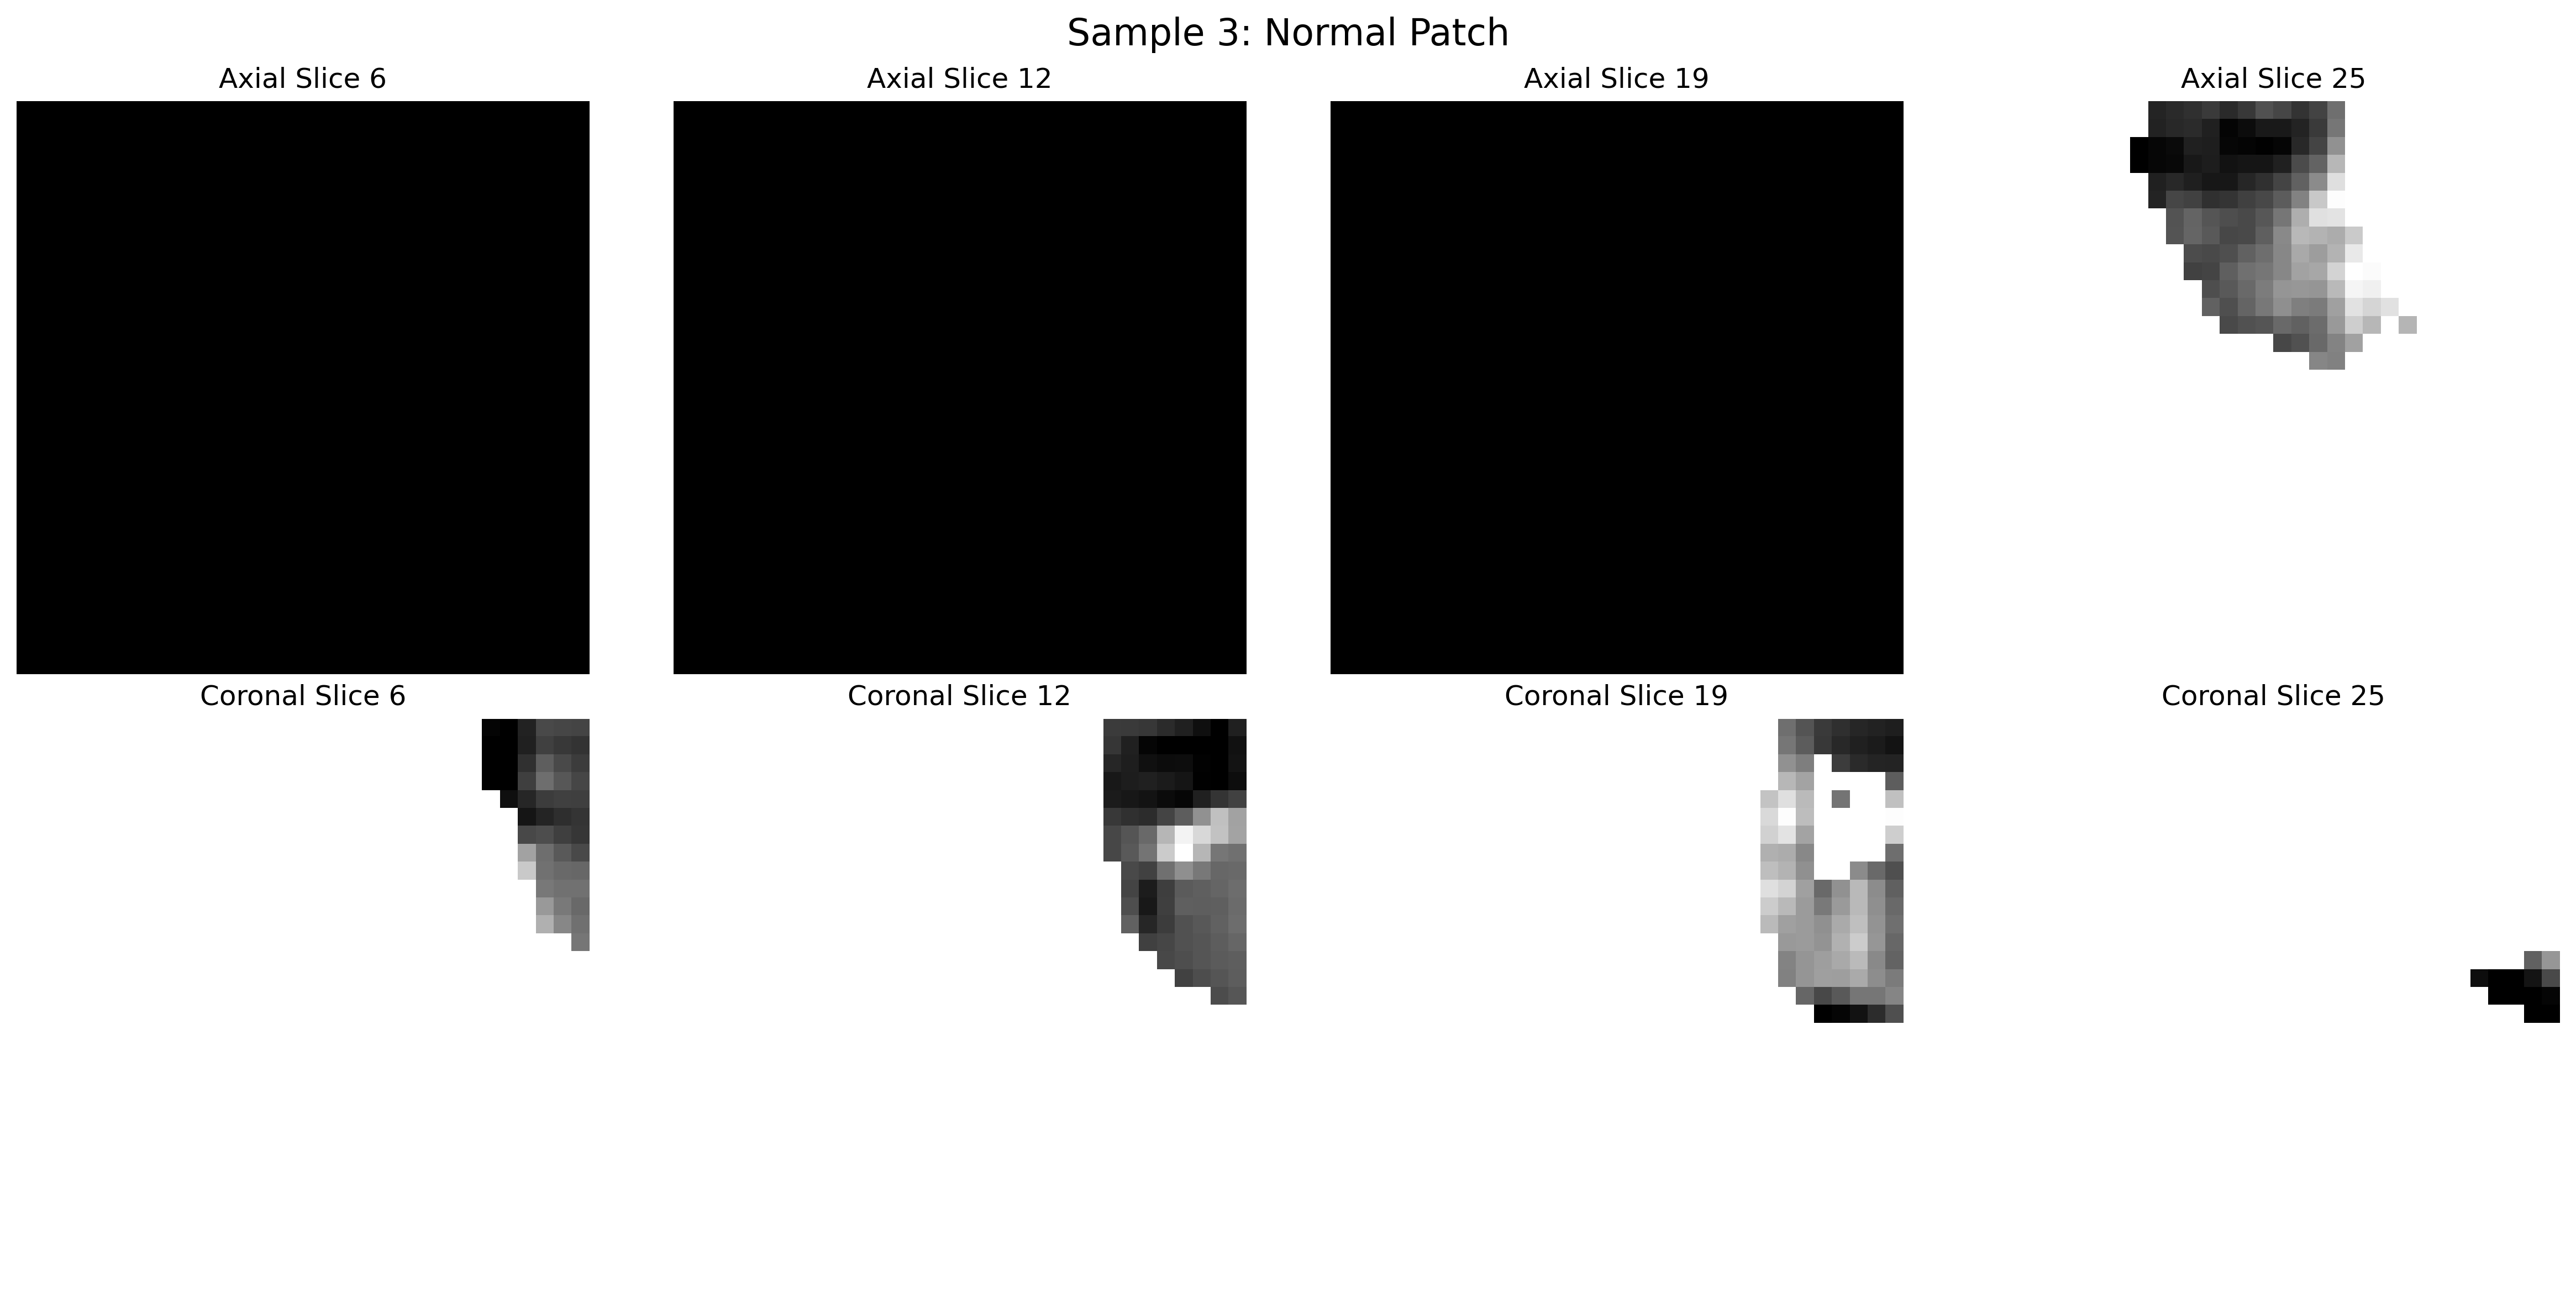 Sample 3: Normal Patch
Axial Slice 6
Axial Slice 12
Axial Slice 19
Axial Slice 25
Coronal Slice 6
Coronal Slice 12
Coronal Slice 19
Coronal Slice 25